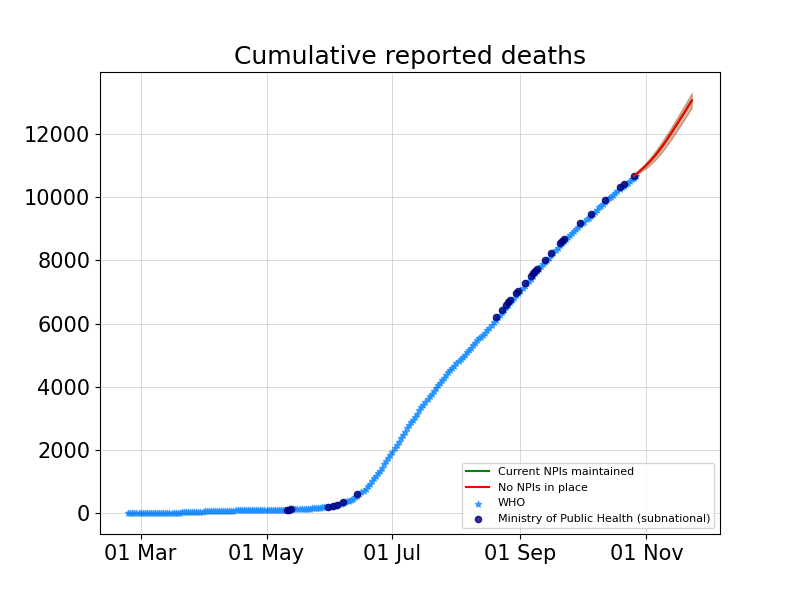 Cumulative reported deaths
12000
10000
8000
6000
4000
2000
0
Current NPIs maintained
No NPIs in place
WHO
Ministry of Public Health (subnational)
01 Mar
01 May
01 Jul
01 Sep
01 Nov